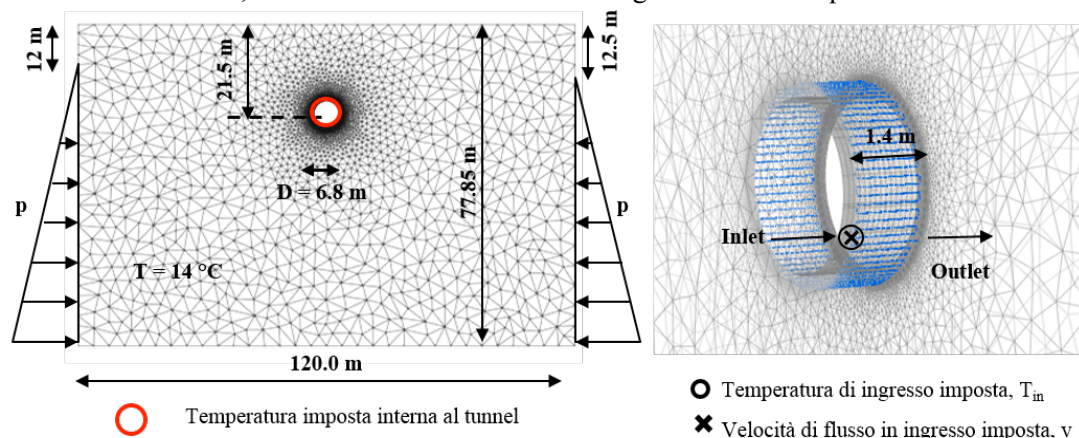 12 m
21.5 m
12.5 m
D = 6.8 m
77.85 m
p
p
T = 14 °C
120.0 m
Temperatura imposta interna al tunnel
1.4 m
Inlet
Outlet
Temperatura di ingresso imposta, T_in
Velocità di flusso in ingresso imposta, v